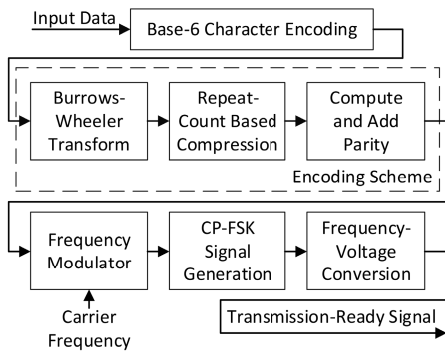 Input Data
Base-6 Character Encoding
Burrows-
Wheeler
Transform
Repeat-
Count Based
Compression
Compute
and Add
Parity
Encoding Scheme
Frequency
Modulator
CP-FSK
Signal
Generation
Frequency-
Voltage
Conversion
Carrier
Frequency
Transmission-Ready Signal